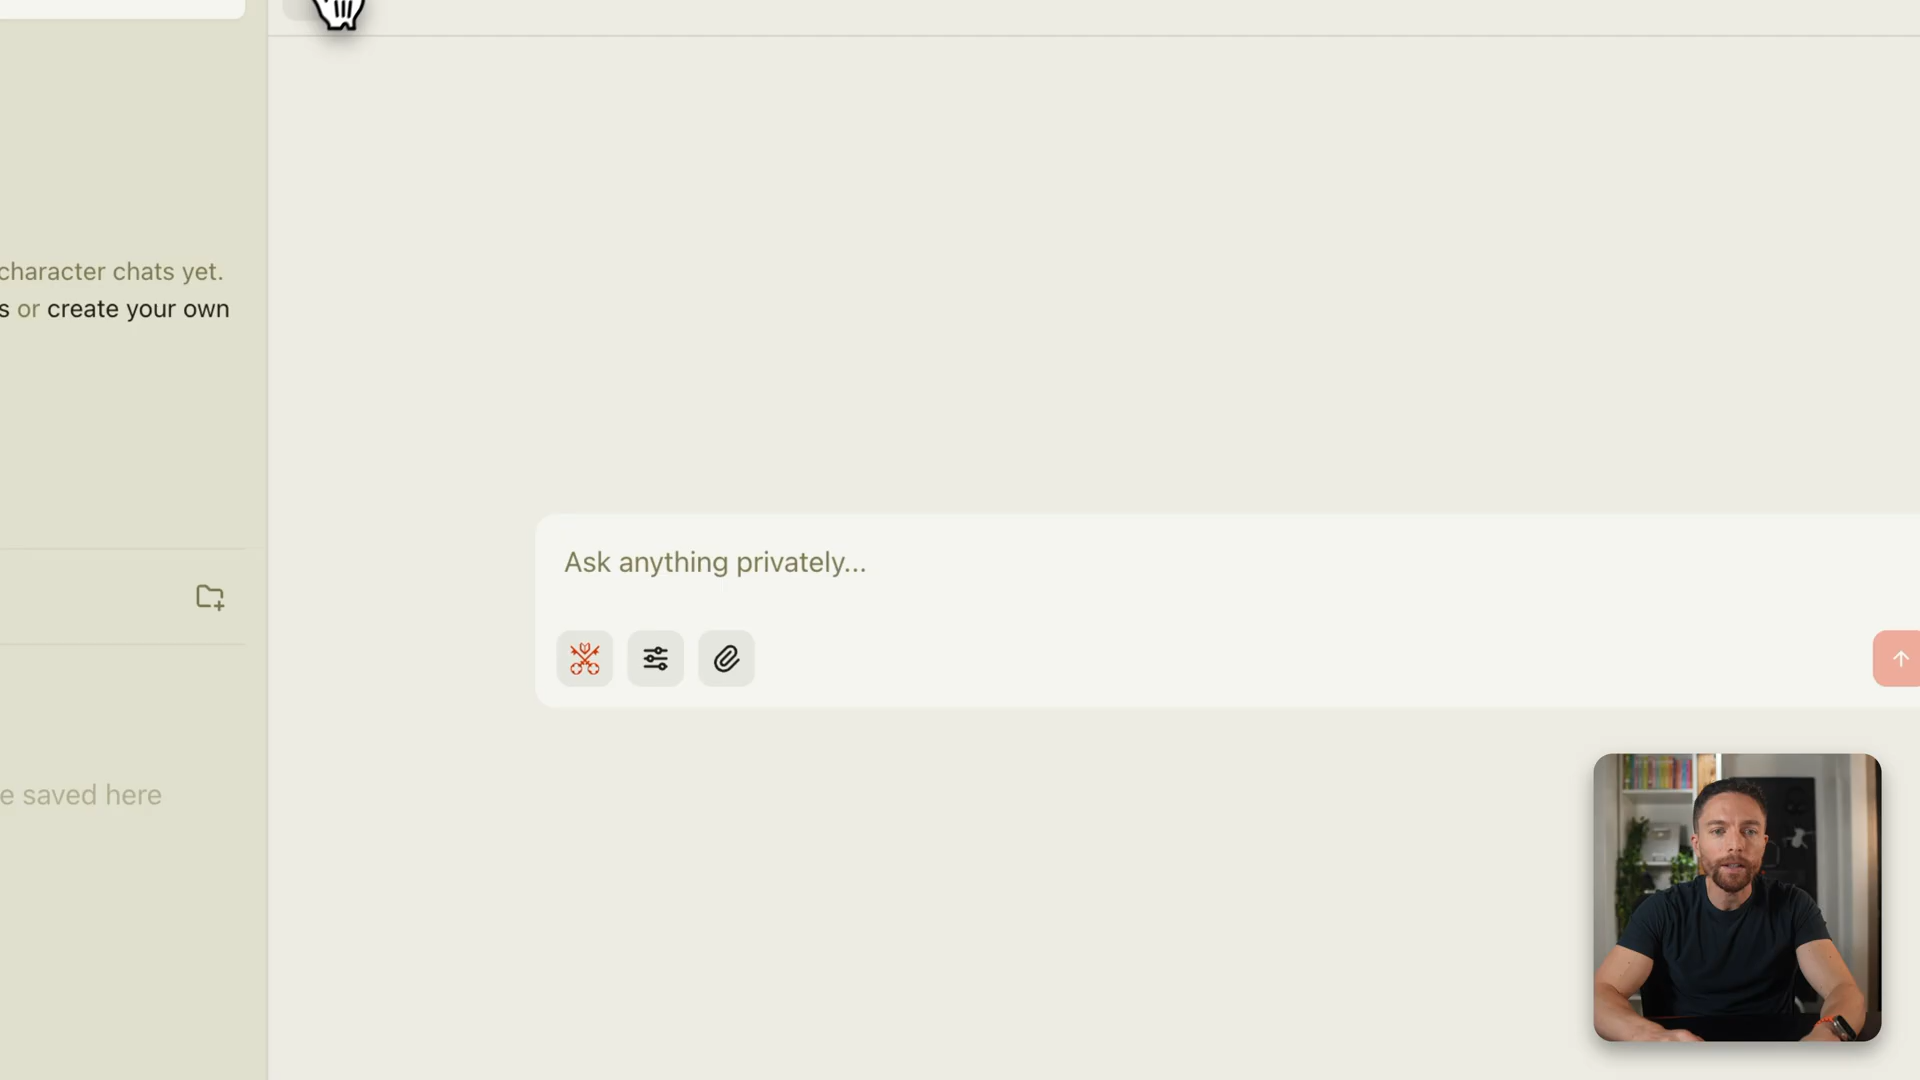 character chats yet.
s or create your own
Ask anything privately...
e saved here